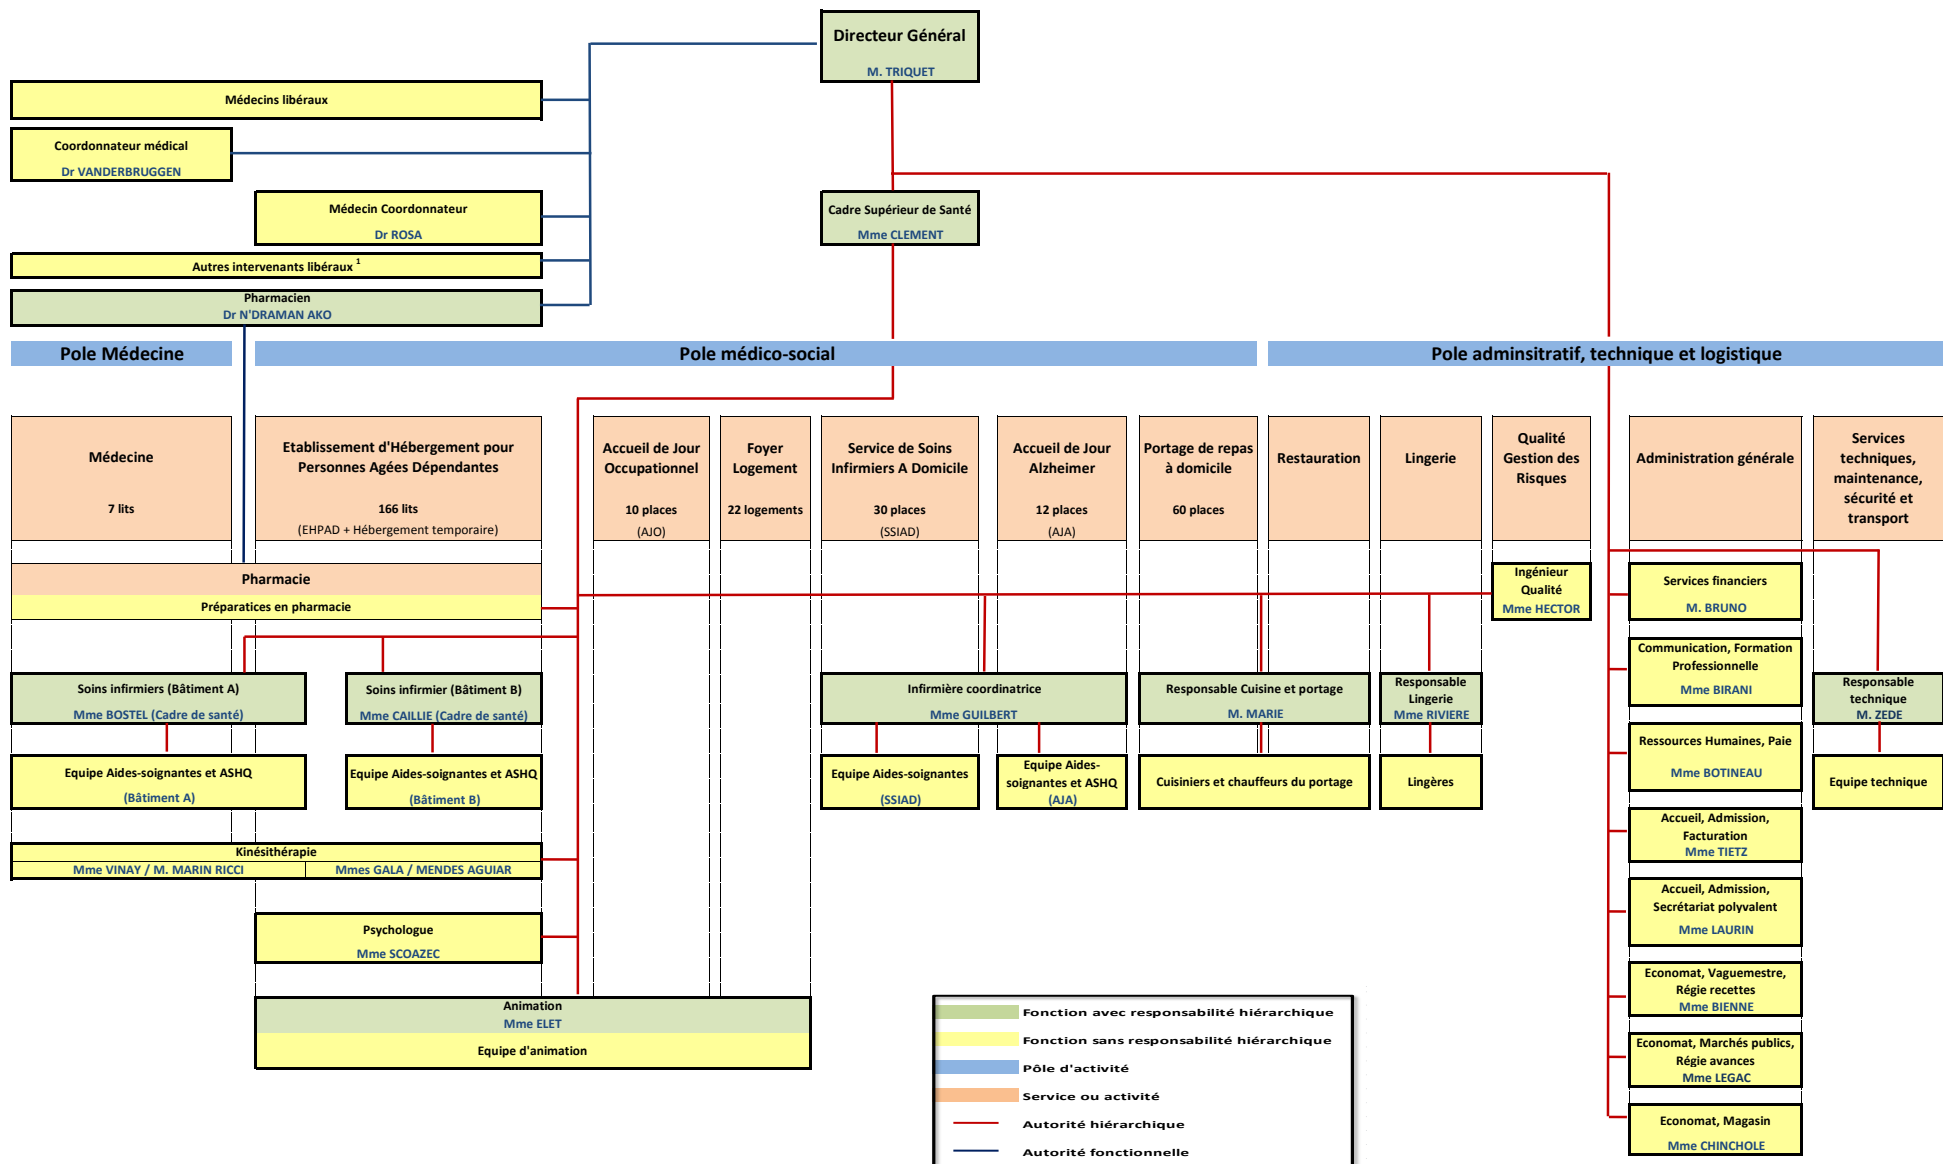 Directeur Général
M. TRIQUET
Médecins libéraux
Coordonnateur médical
Dr VANDERBRUGGEN
Médecin Coordonnateur
Dr ROSA
Cadre Supérieur de Santé
Mme CLEMENT
Autres intervenants libéraux 1
Pharmacien
Dr N'DRAMAN AKO
Pole Médecine
Pole médico-social
Pole adminsitratif, technique et logistique
Médecine
7 lits
Etablissement d'Hébergement pour
Personnes Agées Dépendantes
166 lits
(EHPAD + Hébergement temporaire)
Accueil de Jour
Occupationnel
10 places
(AJO)
Foyer
Logement
22 logements
Service de Soins
Infirmiers A Domicile
30 places
(SSIAD)
Accueil de Jour
Alzheimer
12 places
(AJA)
Portage de repas
à domicile
60 places
Restauration
Lingerie
Qualité
Gestion des
Risques
Administration générale
Services
techniques,
maintenance,
sécurité et
transport
Pharmacie
Préparatices en pharmacie
Ingénieur
Qualité
Mme HECTOR
Services financiers
M. BRUNO
Communication, Formation
Professionnelle
Mme BIRANI
Soins infirmiers (Bâtiment A)
Mme BOSTEL (Cadre de santé)
Soins infirmier (Bâtiment B)
Mme CAILLIE (Cadre de santé)
Infirmière coordinatrice
Mme GUILBERT
Responsable Cuisine et portage
M. MARIE
Responsable
Lingerie
Mme RIVIERE
Responsable
technique
M. ZEDE
Ressources Humaines, Paie
Mme BOTINEAU
Equipe Aides-soignantes et ASHQ
(Bâtiment A)
Equipe Aides-soignantes et ASHQ
(Bâtiment B)
Equipe Aides-soignantes
(SSIAD)
Equipe Aides-
soignantes et ASHQ
(AJA)
Cuisiniers et chauffeurs du portage
Lingères
Equipe technique
Accueil, Admission,
Facturation
Mme TIETZ
Kinésithérapie
Mme VINAY / M. MARIN RICCI
Mmes GALA / MENDES AGUIAR
Accueil, Admission,
Secrétariat polyvalent
Mme LAURIN
Psychologue
Mme SCOAZEC
Economat, Vaguemestre,
Régie recettes
Mme BIENNE
Animation
Mme ELET
Equipe d'animation
Economat, Marchés publics,
Régie avances
Mme LEGAC
Economat, Magasin
Mme CHINCHOLE
Fonction avec responsabilité hiérarchique
Fonction sans responsabilité hiérarchique
Pôle d'activité
Service ou activité
Autorité hiérarchique
Autorité fonctionnelle